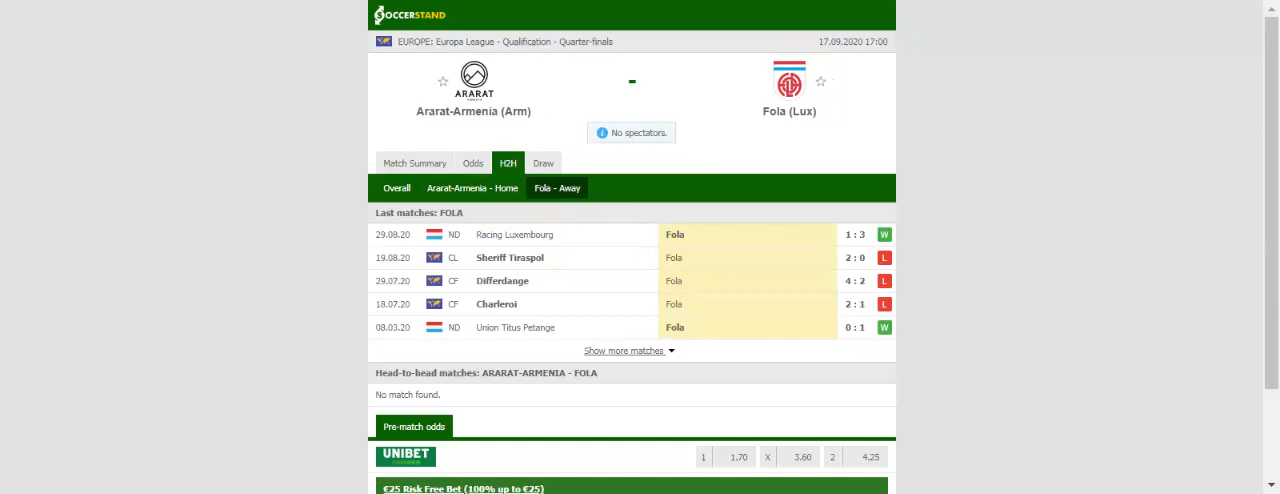 SOCCERSTAND
EUROPE: Europa League - Qualification - Quarter-finals 17.09.2020 17:00
ARARAT
-
Ararat-Armenia (Arm) Fola (Lux)
No spectators.
Match Summary Odds H2H Draw
Overall Ararat-Armenia - Home Fola - Away
Last matches: FOLA
29.08.20 ND Racing Luxembourg Fola 1 : 3 W
19.08.20 CL Sheriff Tiraspol Fola 2 : 0 L
29.07.20 CF Differdange Fola 4 : 2 L
18.07.20 CF Charleroi Fola 2 : 1 L
08.03.20 ND Union Titus Petange Fola 0 : 1 W
Show more matches
Head-to-head matches: ARARAT-ARMENIA - FOLA
No match found.
Pre-match odds
UNIBET 1 1.70 X 3.60 2 4.25
€25 Risk Free Bet (100% up to €25)